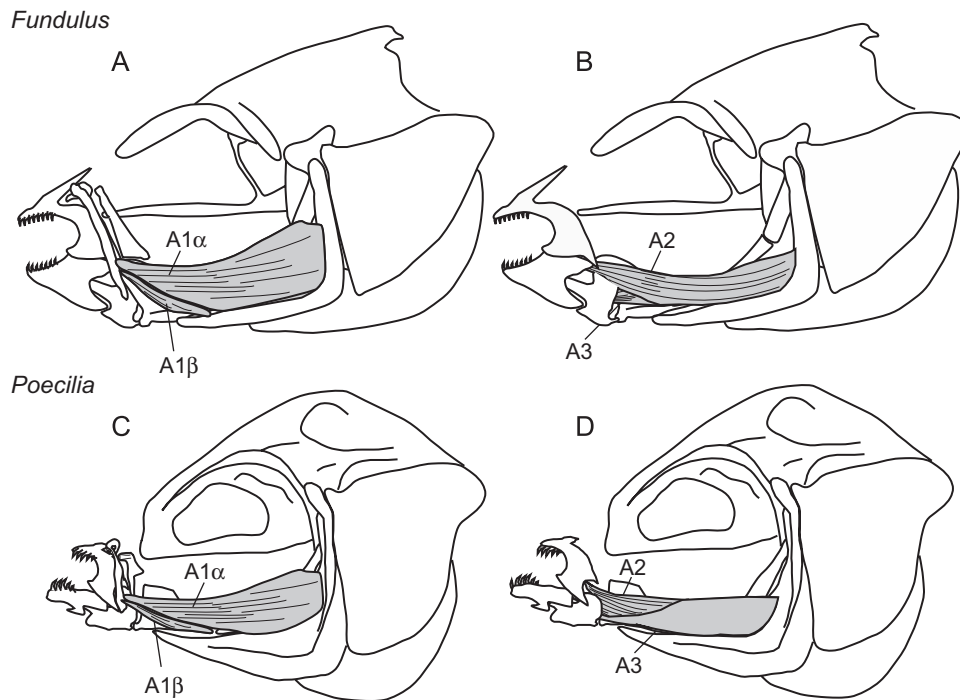 Fundulus
A
B
A1α
A2
A1β
A3
Poecilia
C
D
A1α
A2
A3
A1β